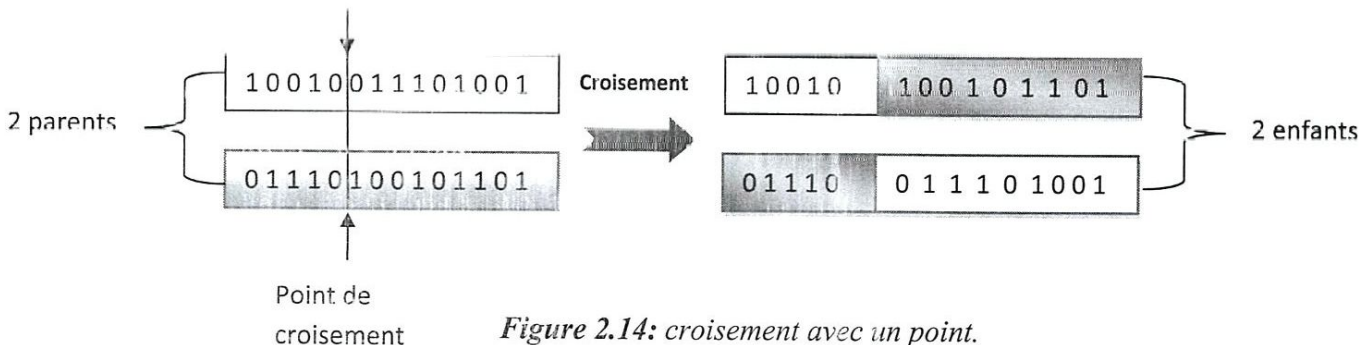 10010011101001
Croisement
10010 100101101
2 parents
2 enfants
01110100101101
01110 011101001
Point de
croisement
Figure 2.14: croisement avec un point.